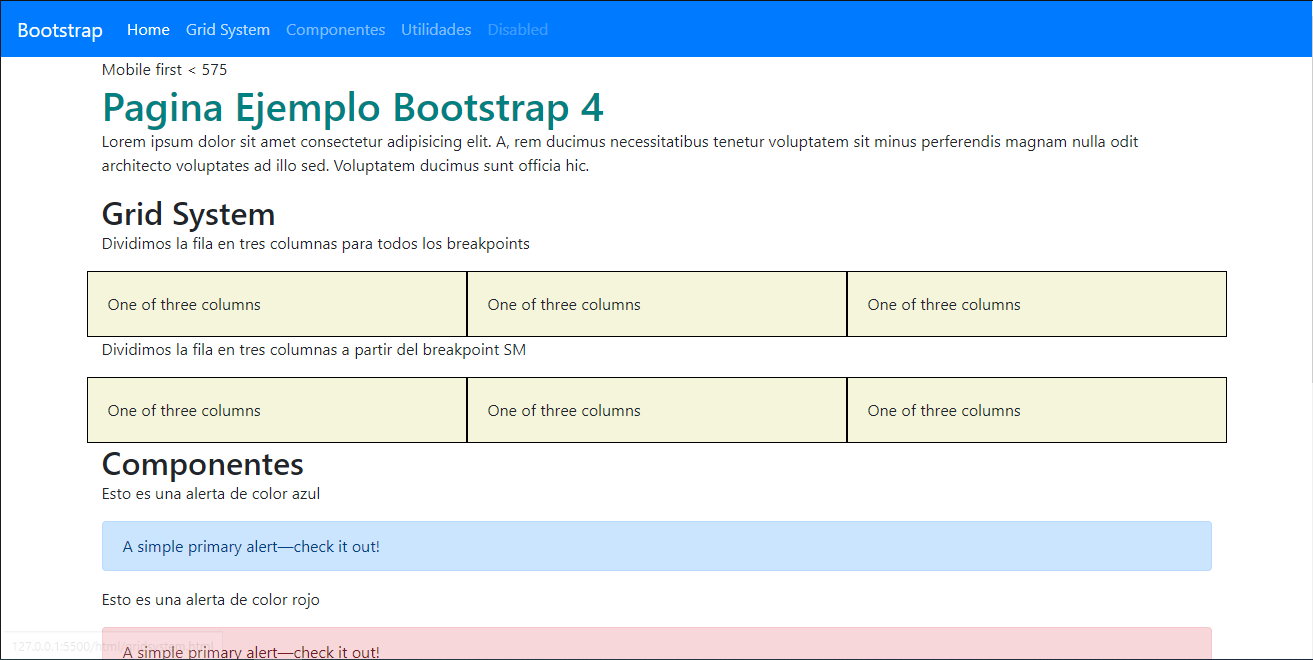 Bootstrap Home Grid System Componentes Utilidades Disabled
Mobile first < 575
Pagina Ejemplo Bootstrap 4
Lorem ipsum dolor sit amet consectetur adipisicing elit. A, rem ducimus necessitatibus tenetur voluptatem sit minus perferendis magnam nulla odit
architecto voluptates ad illo sed. Voluptatem ducimus sunt officia hic.
Grid System
Dividimos la fila en tres columnas para todos los breakpoints
One of three columns One of three columns One of three columns
Dividimos la fila en tres columnas a partir del breakpoint SM
One of three columns One of three columns One of three columns
Componentes
Esto es una alerta de color azul
A simple primary alert—check it out!
Esto es una alerta de color rojo
A simple primary alert—check it out!